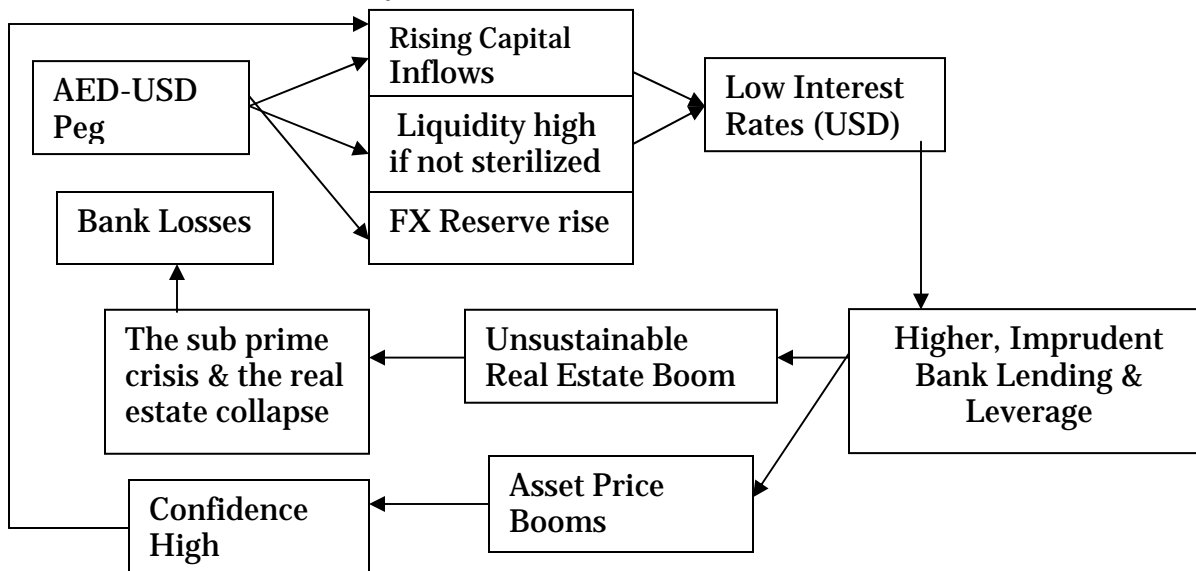 Rising Capital
Inflows
AED-USD
Peg
Low Interest
Rates (USD)
Liquidity high
if not sterilized
Bank Losses
FX Reserve rise
The sub prime
crisis & the real
estate collapse
Unsustainable
Real Estate Boom
Higher, Imprudent
Bank Lending &
Leverage
Confidence
High
Asset Price
Booms